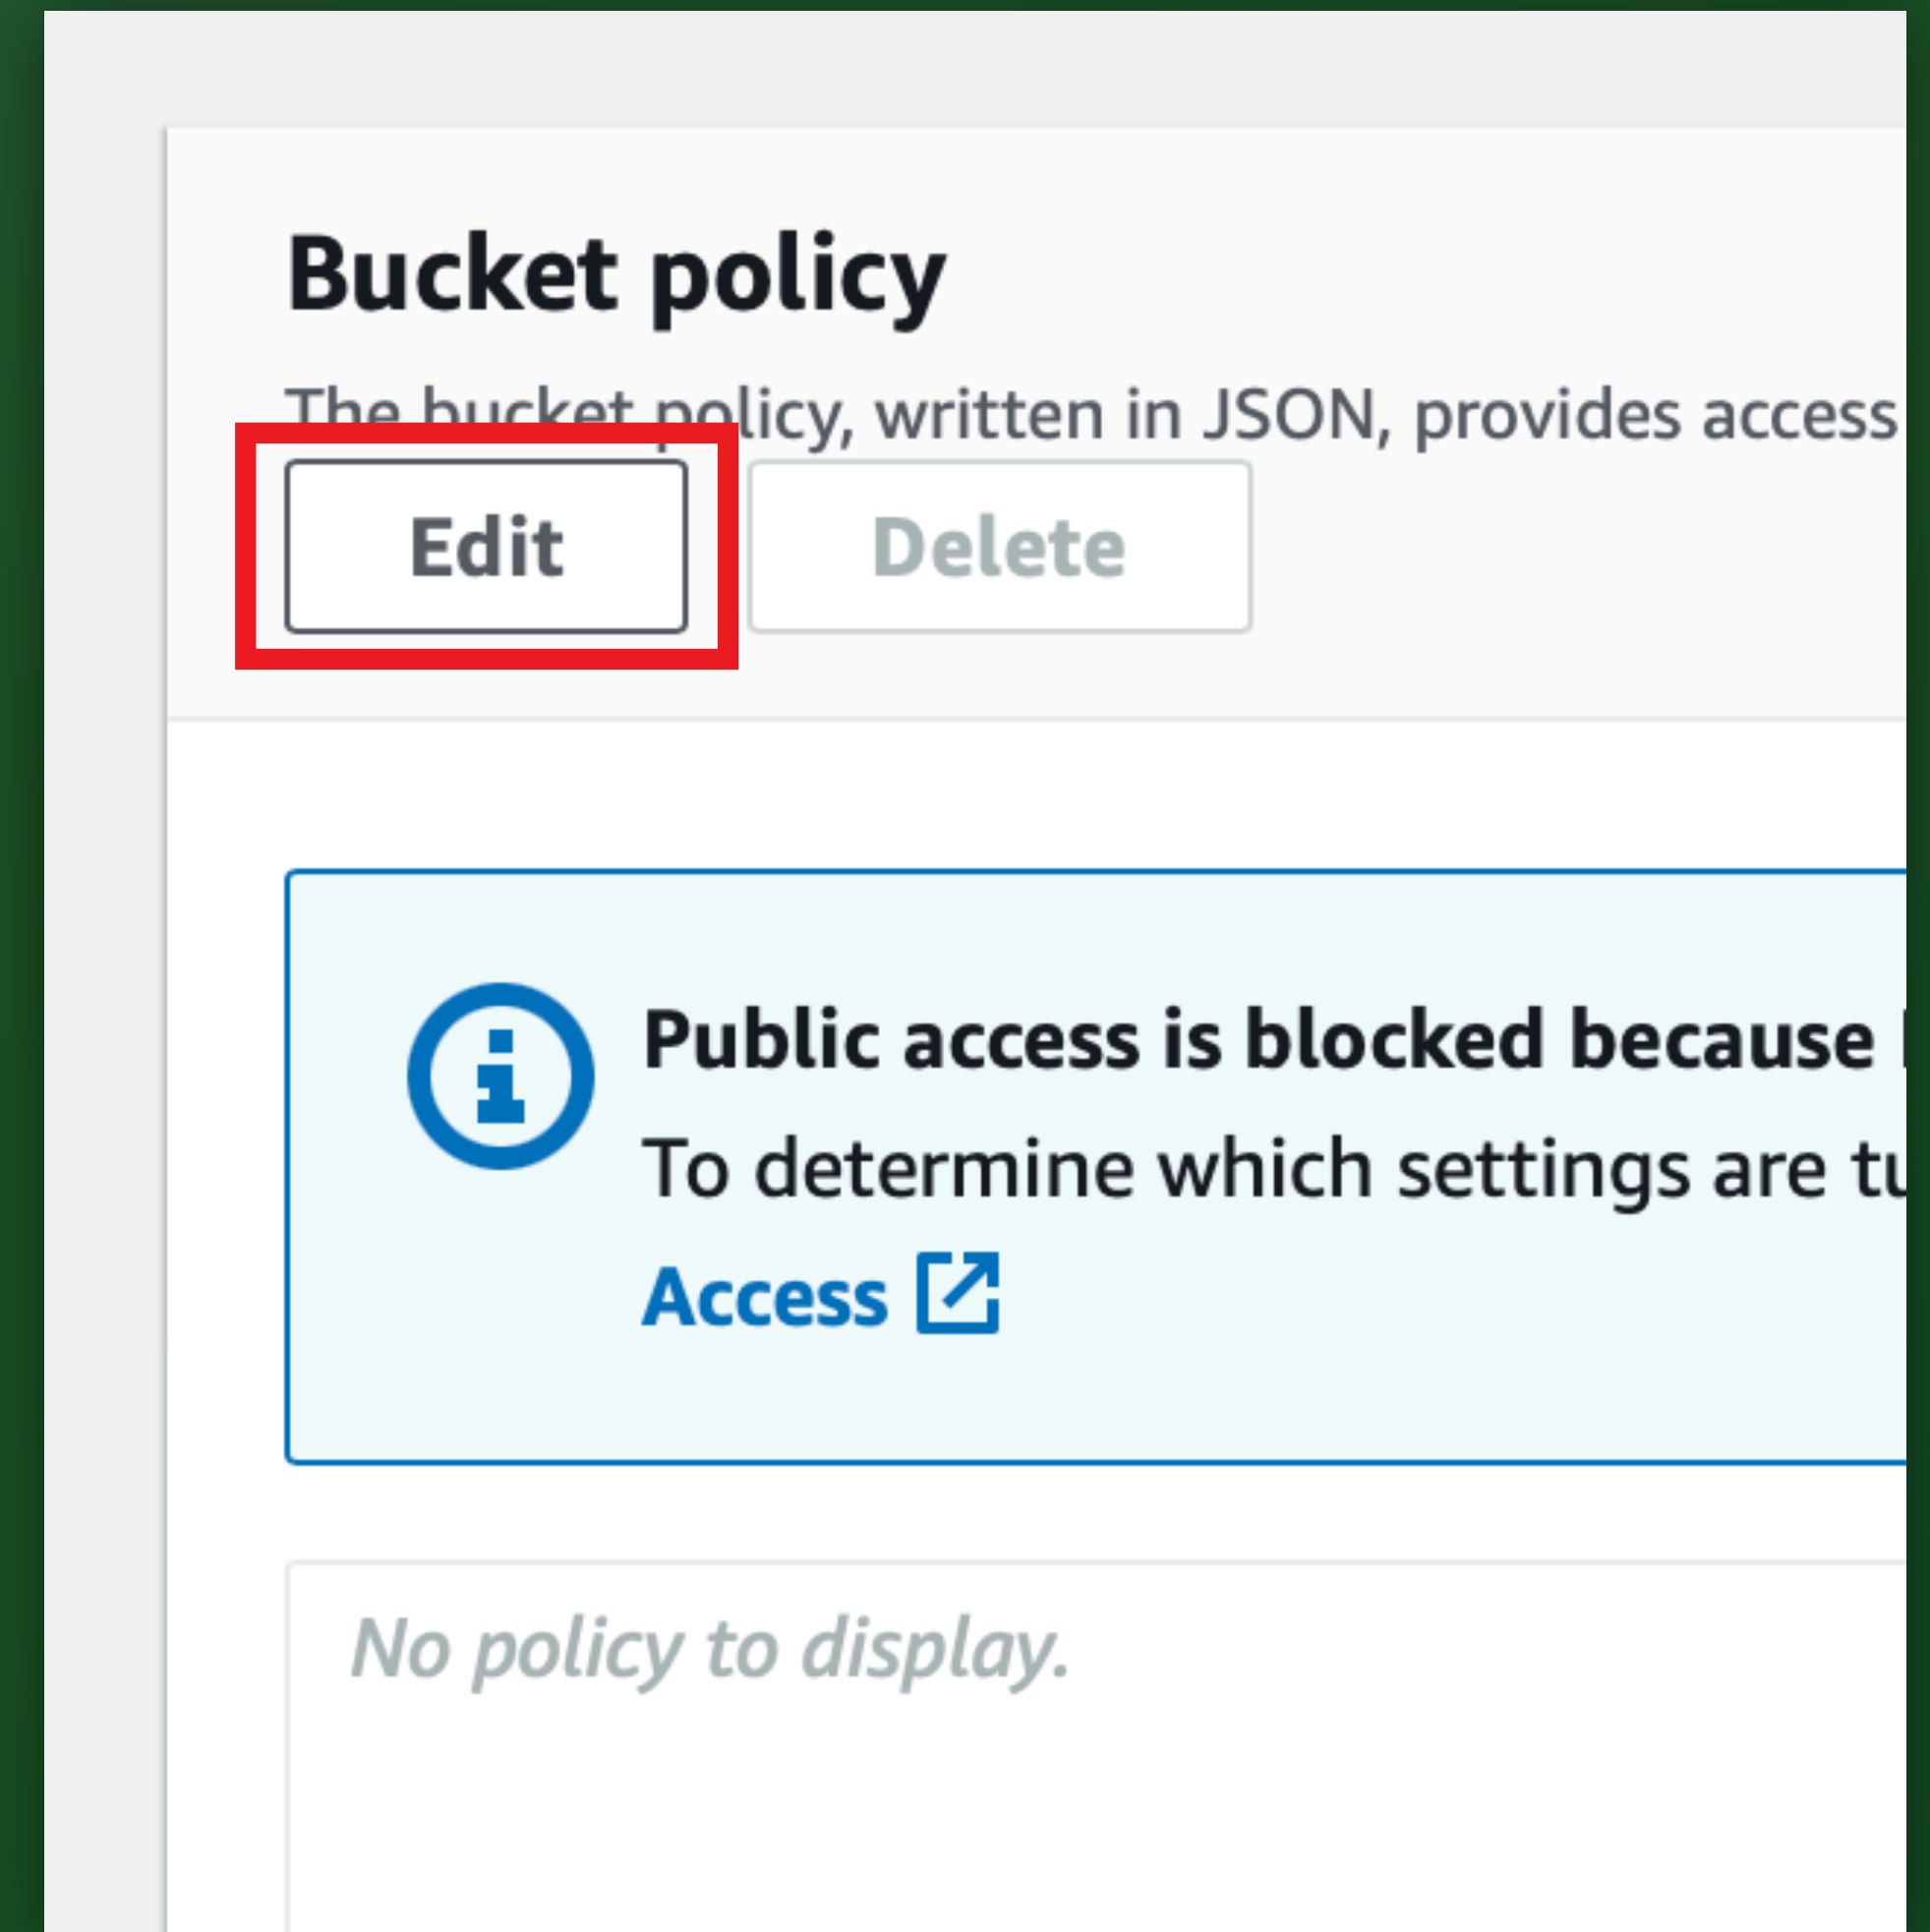 Bucket policy
The bucket policy, written in JSON, provides access
Edit
Delete
Public access is blocked because
To determine which settings are
Access
No policy to display.